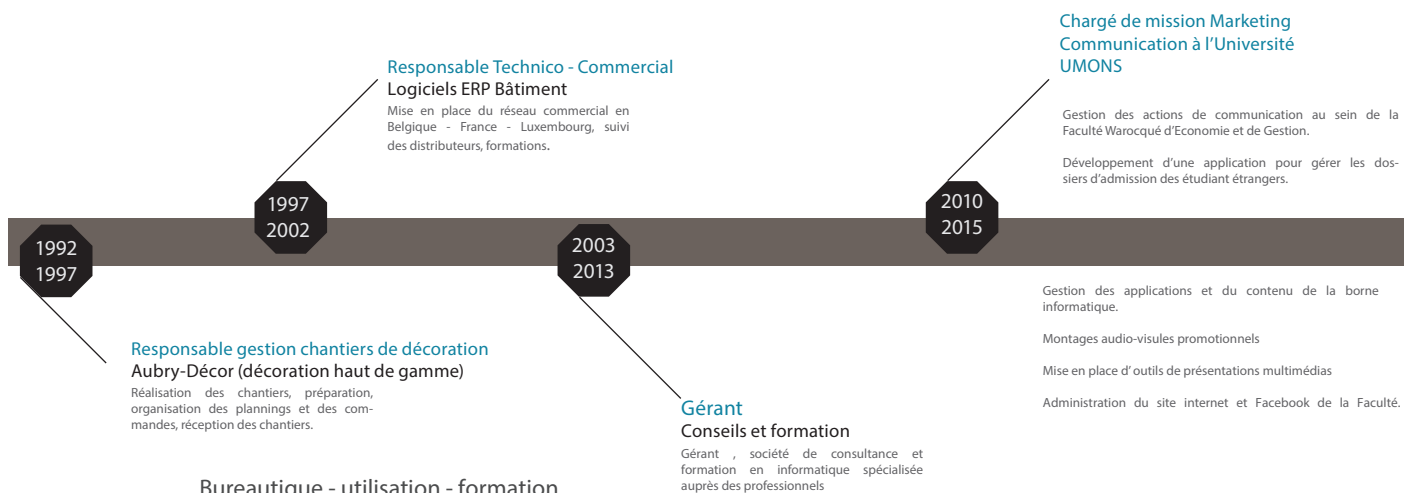 Chargé de mission Marketing
Communication à l'Université
UMONS
Gestion des actions de communication au sein de la
Faculté Warocqué d'Economie et de Gestion.
Développement d'une application pour gérer les dos-
siers d'admission des étudiant étrangers.
Responsable Technico - Commercial
Logiciels ERP Bâtiment
Mise en place du réseau commercial en
Belgique - France - Luxembourg, suivi
des distributeurs, formations.
1997
2002
2010
2015
1992
1997
2003
2013
Gestion des applications et du contenu de la borne
informatique.
Montages audio-visules promotionnels
Mise en place d' outils de présentations multimédias
Administration du site internet et Facebook de la Faculté.
Responsable gestion chantiers de décoration
Aubry-Décor (décoration haut de gamme)
Réalisation des chantiers, préparation,
organisation des plannings et des com-
mandes, réception des chantiers.
Gérant
Conseils et formation
Gérant , société de consultance et
formation en informatique spécialisée
auprès des professionnels
Bureautique - utilisation - formation